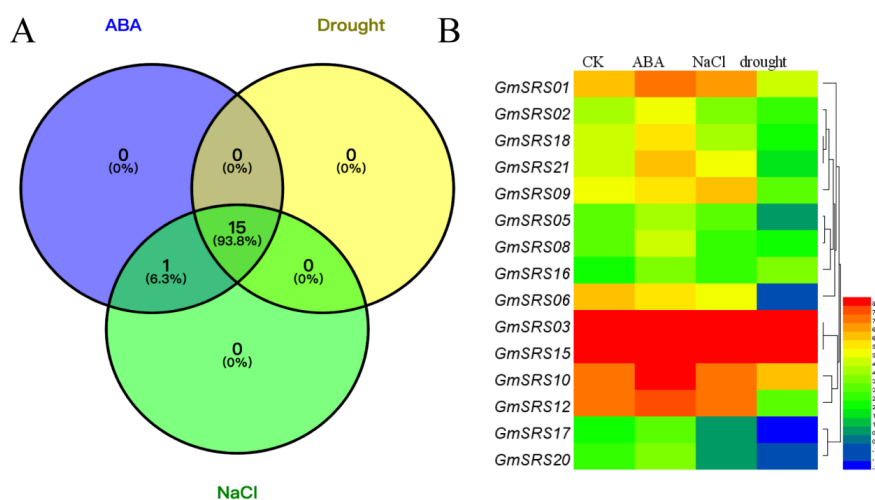 A
ABA
Drought
B
0
(0%)
0
(0%)
0
(0%)
15
(93.8%)
1
(6.3%)
0
(0%)
0
(0%)
NaCl
CK ABA NaCl drought
GmSRS01
GmSRS02
GmSRS18
GmSRS21
GmSRS09
GmSRS05
GmSRS08
GmSRS16
GmSRS06
GmSRS03
GmSRS15
GmSRS10
GmSRS12
GmSRS17
GmSRS20